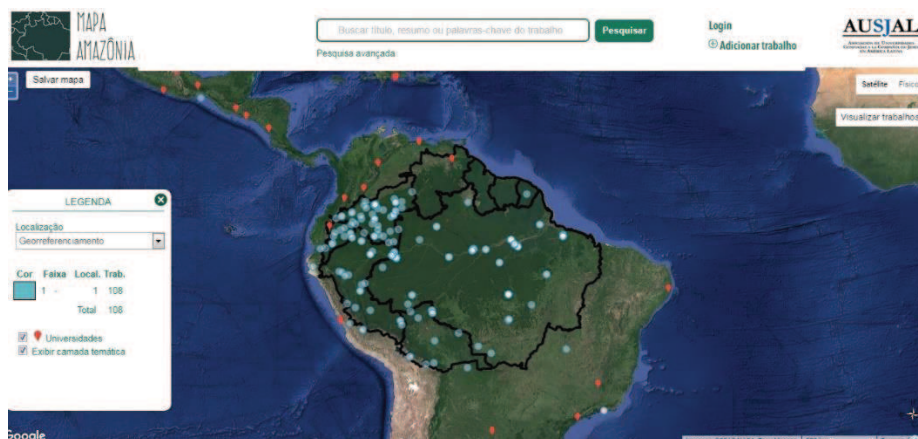 MAPA
AMAZÔNIA
Buscar título, resumo ou palavras-chave do trabalho
Pesquisar
Pesquisa avançada
Login
Adicionar trabalho
AUSJAL
Salvar mapa
Satélite Físico
Visualizar trabalhos
LEGENDA
Localização
Georreferenciamento
Cor Faixa Local. Trab.
1 - 1 108
Total 108
Universidades
Exibir camada temática
Google